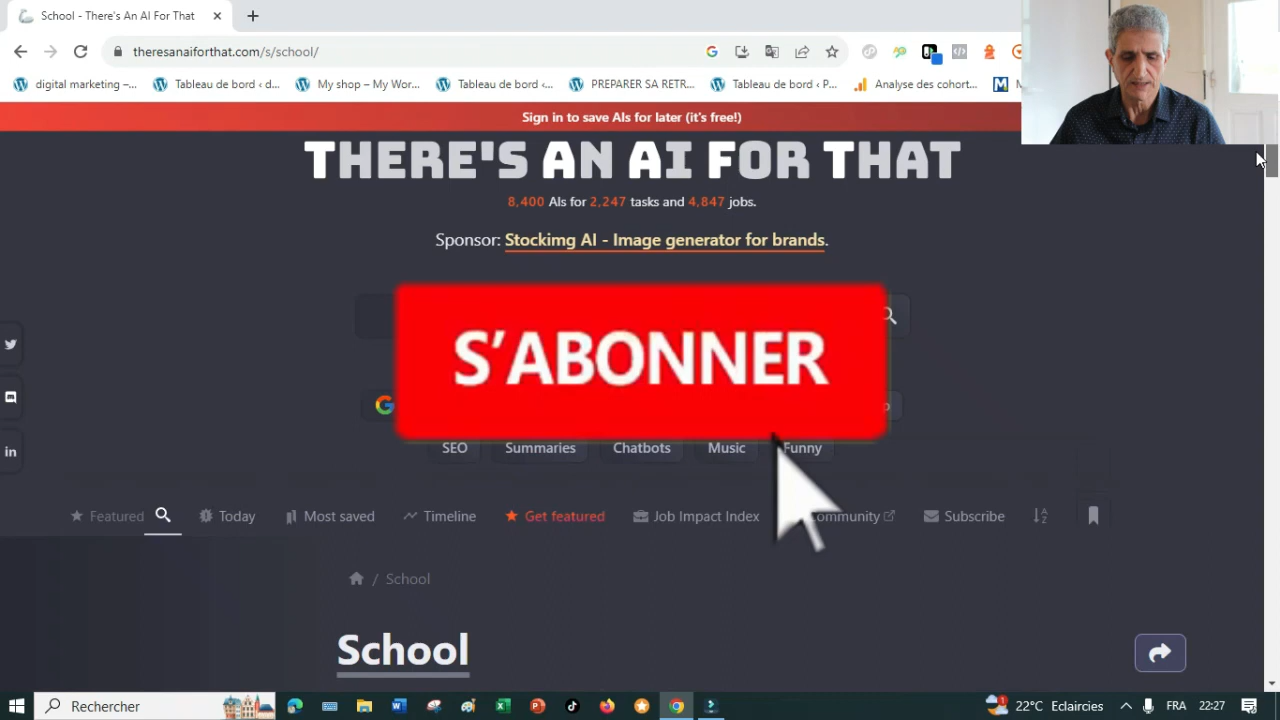 School - There's An AI For That
theresanaiforthat.com/s/school/
digital marketing –...
Tableau de bord ‹ d...
My shop – My Wor...
Tableau de bord ‹...
PREPARER SA RETR...
Tableau de bord ‹ P...
Analyse des cohort...
Sign in to save AIs for later (it's free!)
THERE'S AN AI FOR THAT
8,400 AIs for 2,247 tasks and 4,847 jobs.
Sponsor: Stockimg AI - Image generator for brands.
S'ABONNER
SEO
Summaries
Chatbots
Music
Funny
Featured
Today
Most saved
Timeline
Get featured
Job Impact Index
Subscribe
/ School
School
Rechercher
22°C Eclaircies
FRA
22:27